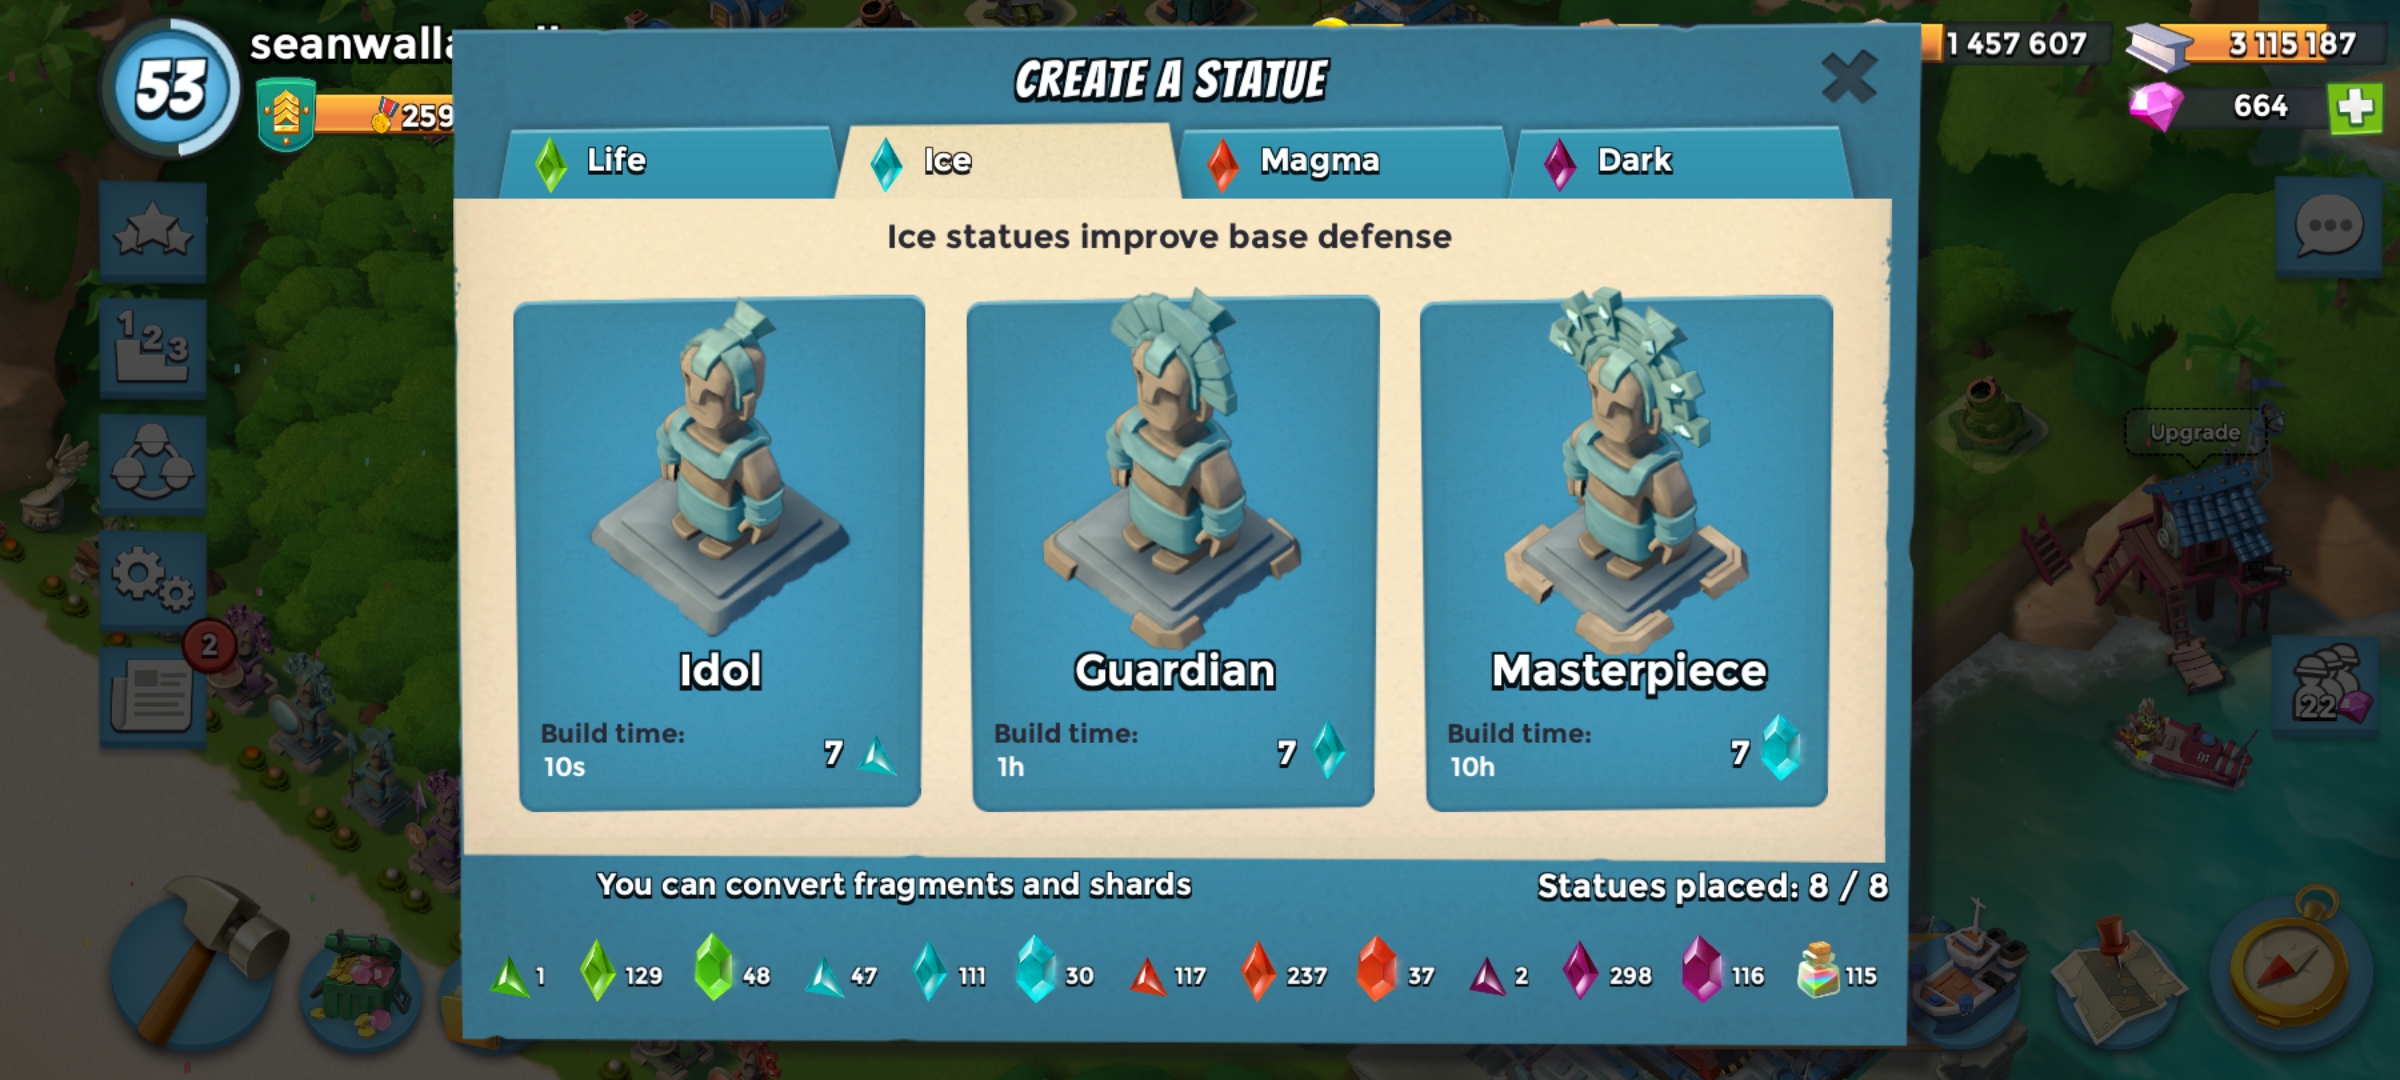 53
259
1 457 607
3 115 187
664
CREATE A STATUE
Life
Ice
Magma
Dark
Ice statues improve base defense
1 2 3
Upgrade
2
22
Idol
Build time:
10s
7
Guardian
Build time:
1h
7
Masterpiece
Build time:
10h
7
You can convert fragments and shards
Statues placed: 8 / 8
1 129 48 47 111 30 117 237 37 2 298 116 115